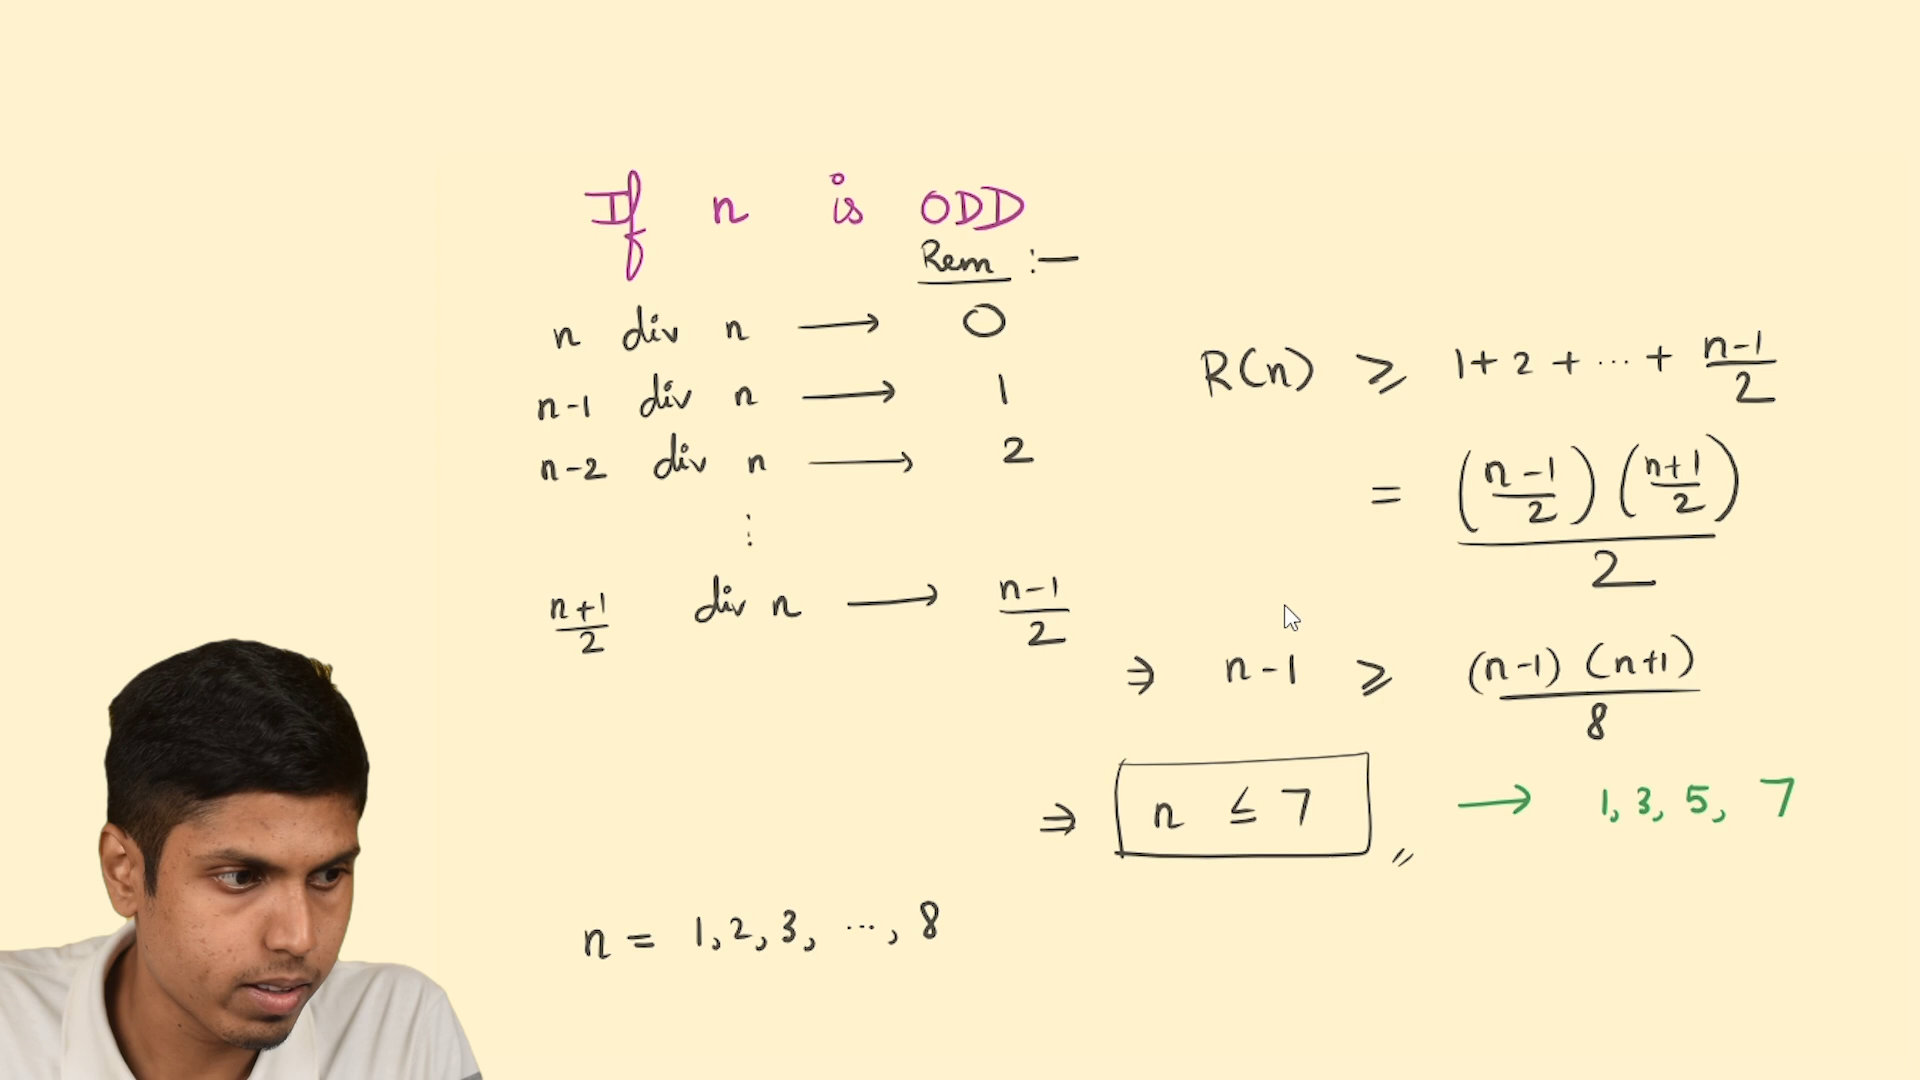 If n is ODD
Rem :—
n div n ⟶ 0
n-1 div n ⟶ 1
n-2 div n ⟶ 2
⋮
n+1/2 div n ⟶ n-1/2
R(n) ≥ 1+2+⋯+ n-1/2
= (n-1/2)(n+1/2)/2
⇒ n-1 ≥ (n-1)(n+1)/8
⇒ n ≤ 7 ⟶ 1, 3, 5, 7
n = 1, 2, 3, ⋯, 8